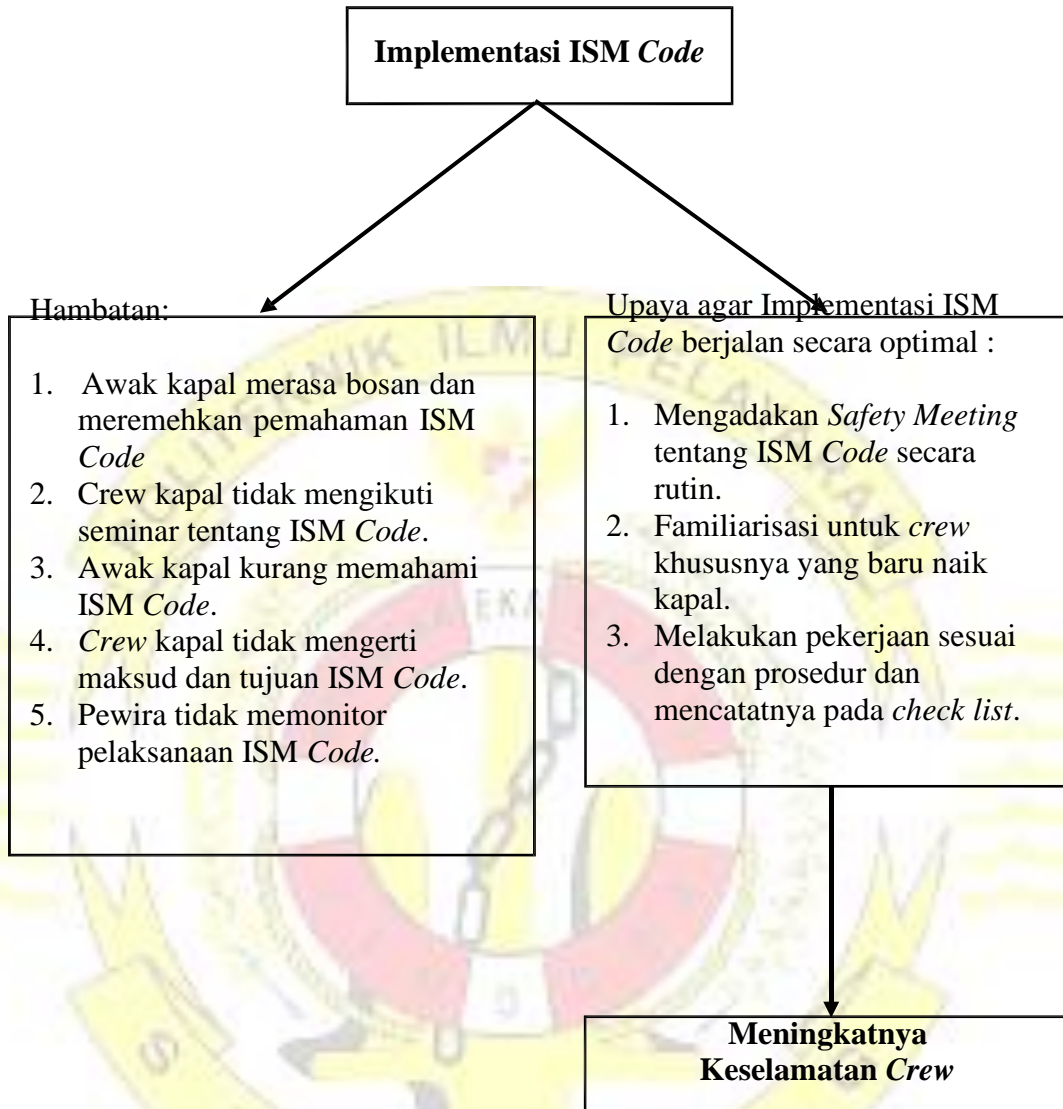 Implementasi ISM Code
Hambatan:
1. Awak kapal merasa bosan dan
meremehkan pemahaman ISM
Code
2. Crew kapal tidak mengikuti
seminar tentang ISM Code.
3. Awak kapal kurang memahami
ISM Code.
4. Crew kapal tidak mengerti
maksud dan tujuan ISM Code.
5. Pewira tidak memonitor
pelaksanaan ISM Code.
Upaya agar Implementasi ISM
Code berjalan secara optimal :
1. Mengadakan Safety Meeting
tentang ISM Code secara
rutin.
2. Familiarisasi untuk crew
khususnya yang baru naik
kapal.
3. Melakukan pekerjaan sesuai
dengan prosedur dan
mencatatnya pada check list.
Meningkatnya
Keselamatan Crew
POLITEKNIK ILMU PELAYARAN